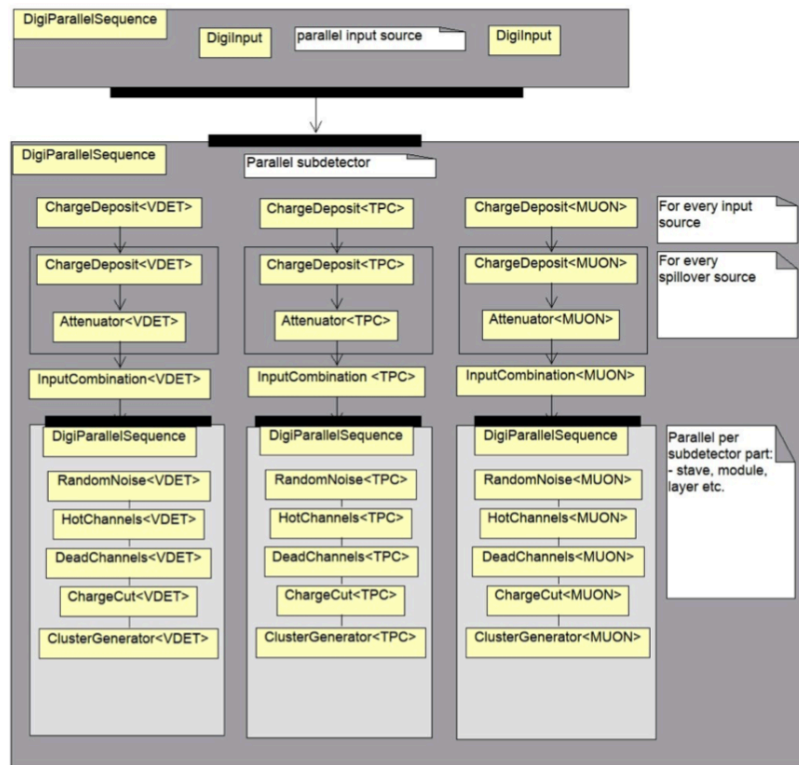 DigiParallelSequence
DigiInput
parallel input source
DigiInput
DigiParallelSequence
Parallel subdetector
ChargeDeposit<VDET>
ChargeDeposit<TPC>
ChargeDeposit<MUON>
For every input
source
ChargeDeposit<VDET>
ChargeDeposit<TPC>
ChargeDeposit<MUON>
For every
spillover source
Attenuator<VDET>
Attenuator<TPC>
Attenuator<MUON>
InputCombination<VDET>
InputCombination <TPC>
InputCombination<MUON>
DigiParallelSequence
DigiParallelSequence
DigiParallelSequence
Parallel per
subdetector part:
- stave, module,
layer etc.
RandomNoise<VDET>
RandomNoise<TPC>
RandomNoise<MUON>
HotChannels<VDET>
HotChannels<TPC>
HotChannels<MUON>
DeadChannels<VDET>
DeadChannels<TPC>
DeadChannels<MUON>
ChargeCut<VDET>
ChargeCut<TPC>
ChargeCut<MUON>
ClusterGenerator<VDET>
ClusterGenerator<TPC>
ClusterGenerator<MUON>